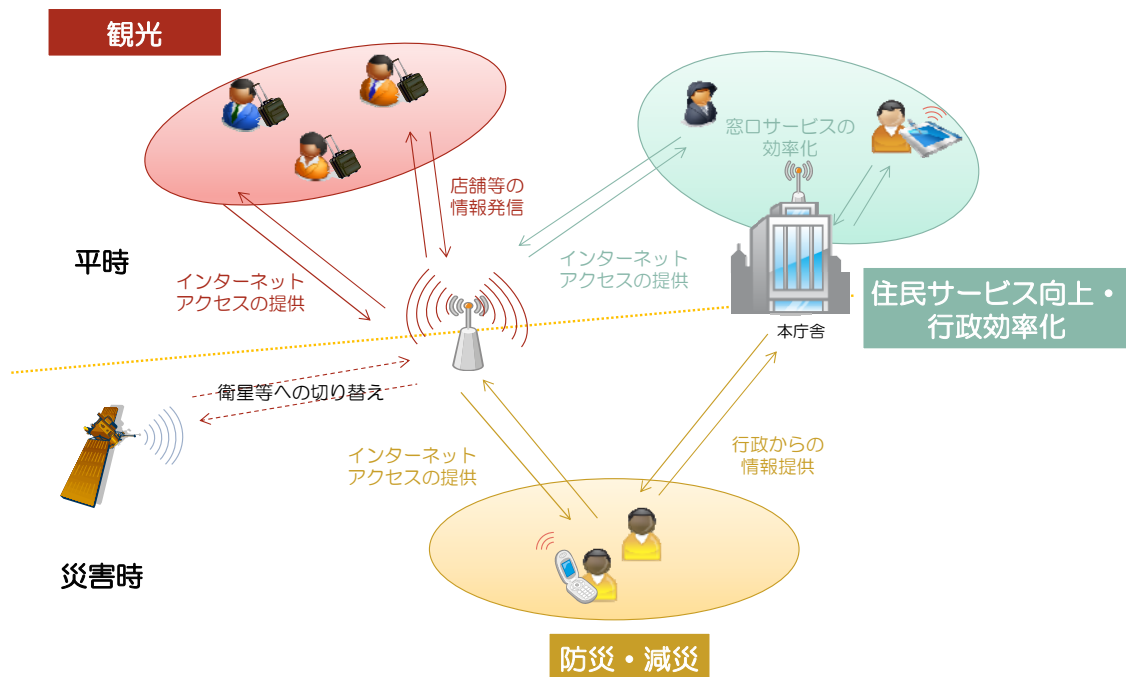 観光
窓口サービスの
効率化
店舗等の
情報発信
平時
インターネット
アクセスの提供
インターネット
アクセスの提供
住民サービス向上・
行政効率化
本庁舎
衛星等への切り替え
インターネット
アクセスの提供
行政からの
情報提供
災害時
防災・減災